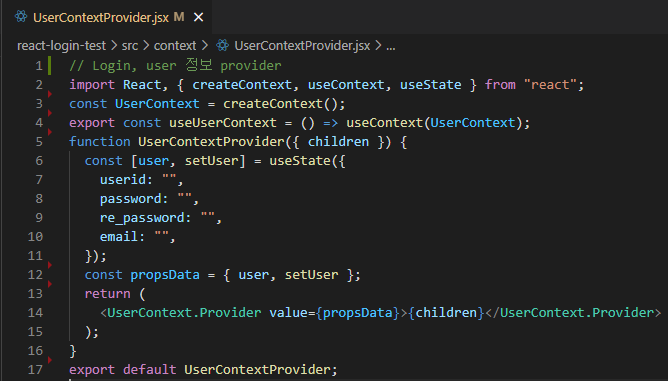 UserContextProvider.jsx M ×
react-login-test > src > context > UserContextProvider.jsx > ...
1 // Login, user 정보 provider
2 import React, { createContext, useContext, useState } from "react";
3 const UserContext = createContext();
4 export const useUserContext = () => useContext(UserContext);
5 function UserContextProvider({ children }) {
6   const [user, setUser] = useState({
7     userid: "",
8     password: "",
9     re_password: "",
10     email: "",
11   });
12   const propsData = { user, setUser };
13   return (
14     <UserContext.Provider value={propsData}>{children}</UserContext.Provider>
15   );
16 }
17 export default UserContextProvider;